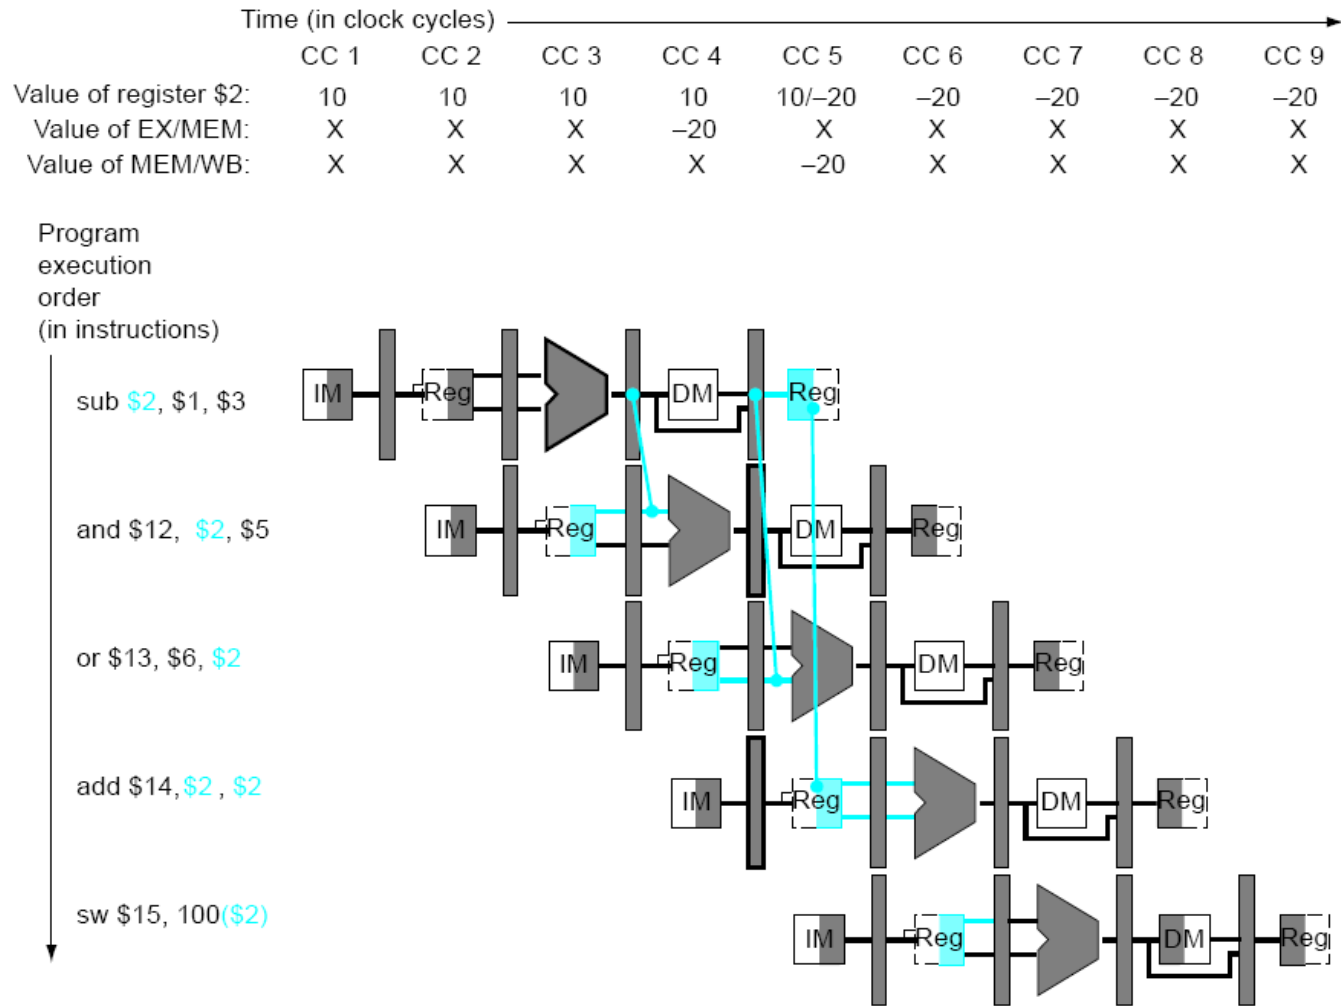 Time (in clock cycles)
CC 1 CC 2 CC 3 CC 4 CC 5 CC 6 CC 7 CC 8 CC 9
Value of register $2: 10 10 10 10 10/–20 –20 –20 –20 –20
Value of EX/MEM: X X X –20 X X X X X
Value of MEM/WB: X X X X –20 X X X X
Program
execution
order
(in instructions)
sub $2, $1, $3 IM Reg DM Reg
and $12, $2, $5 IM Reg DM Reg
or $13, $6, $2 IM Reg DM Reg
add $14,$2 , $2 IM Reg DM Reg
sw $15, 100($2) IM Reg DM Reg